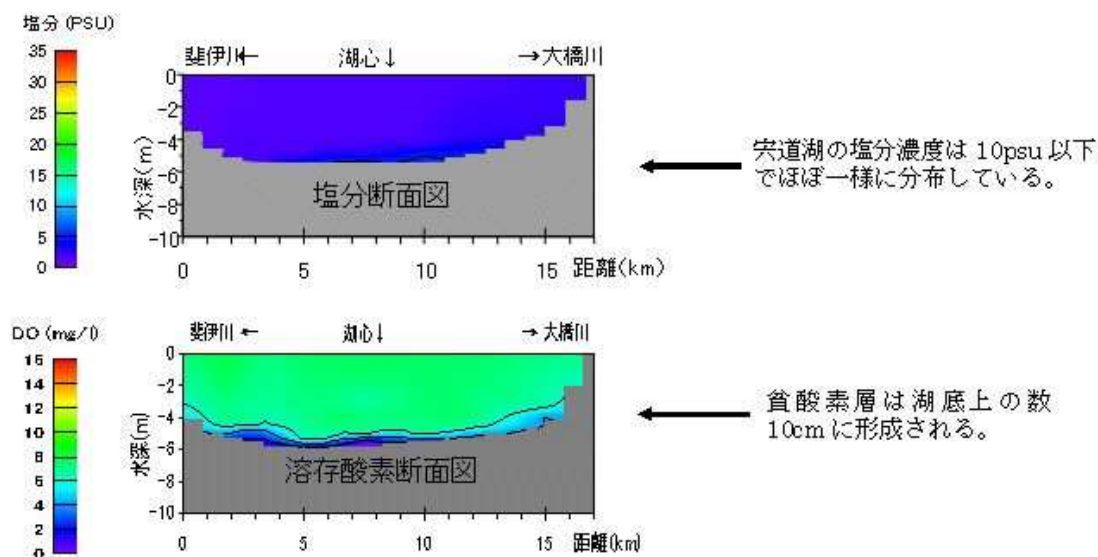 塩分 (PSU)
35
30
25
20
15
10
5
0
斐伊川← 湖心↓ →大橋川
0
-2
-4
-6
-8
-10
水深(m)
塩分断面図
0 5 10 15 距離(km)
宍道湖の塩分濃度は 10psu 以下
でほぼ一様に分布している。
DO (mg/l)
16
14
12
10
8
6
4
2
0
斐伊川 ← 湖心↓ → 大橋川
0
-2
-4
-6
-8
-10
水深(m)
溶存酸素断面図
0 5 10 15 距離(km)
貧酸素層は湖底上の数
10cm に形成される。